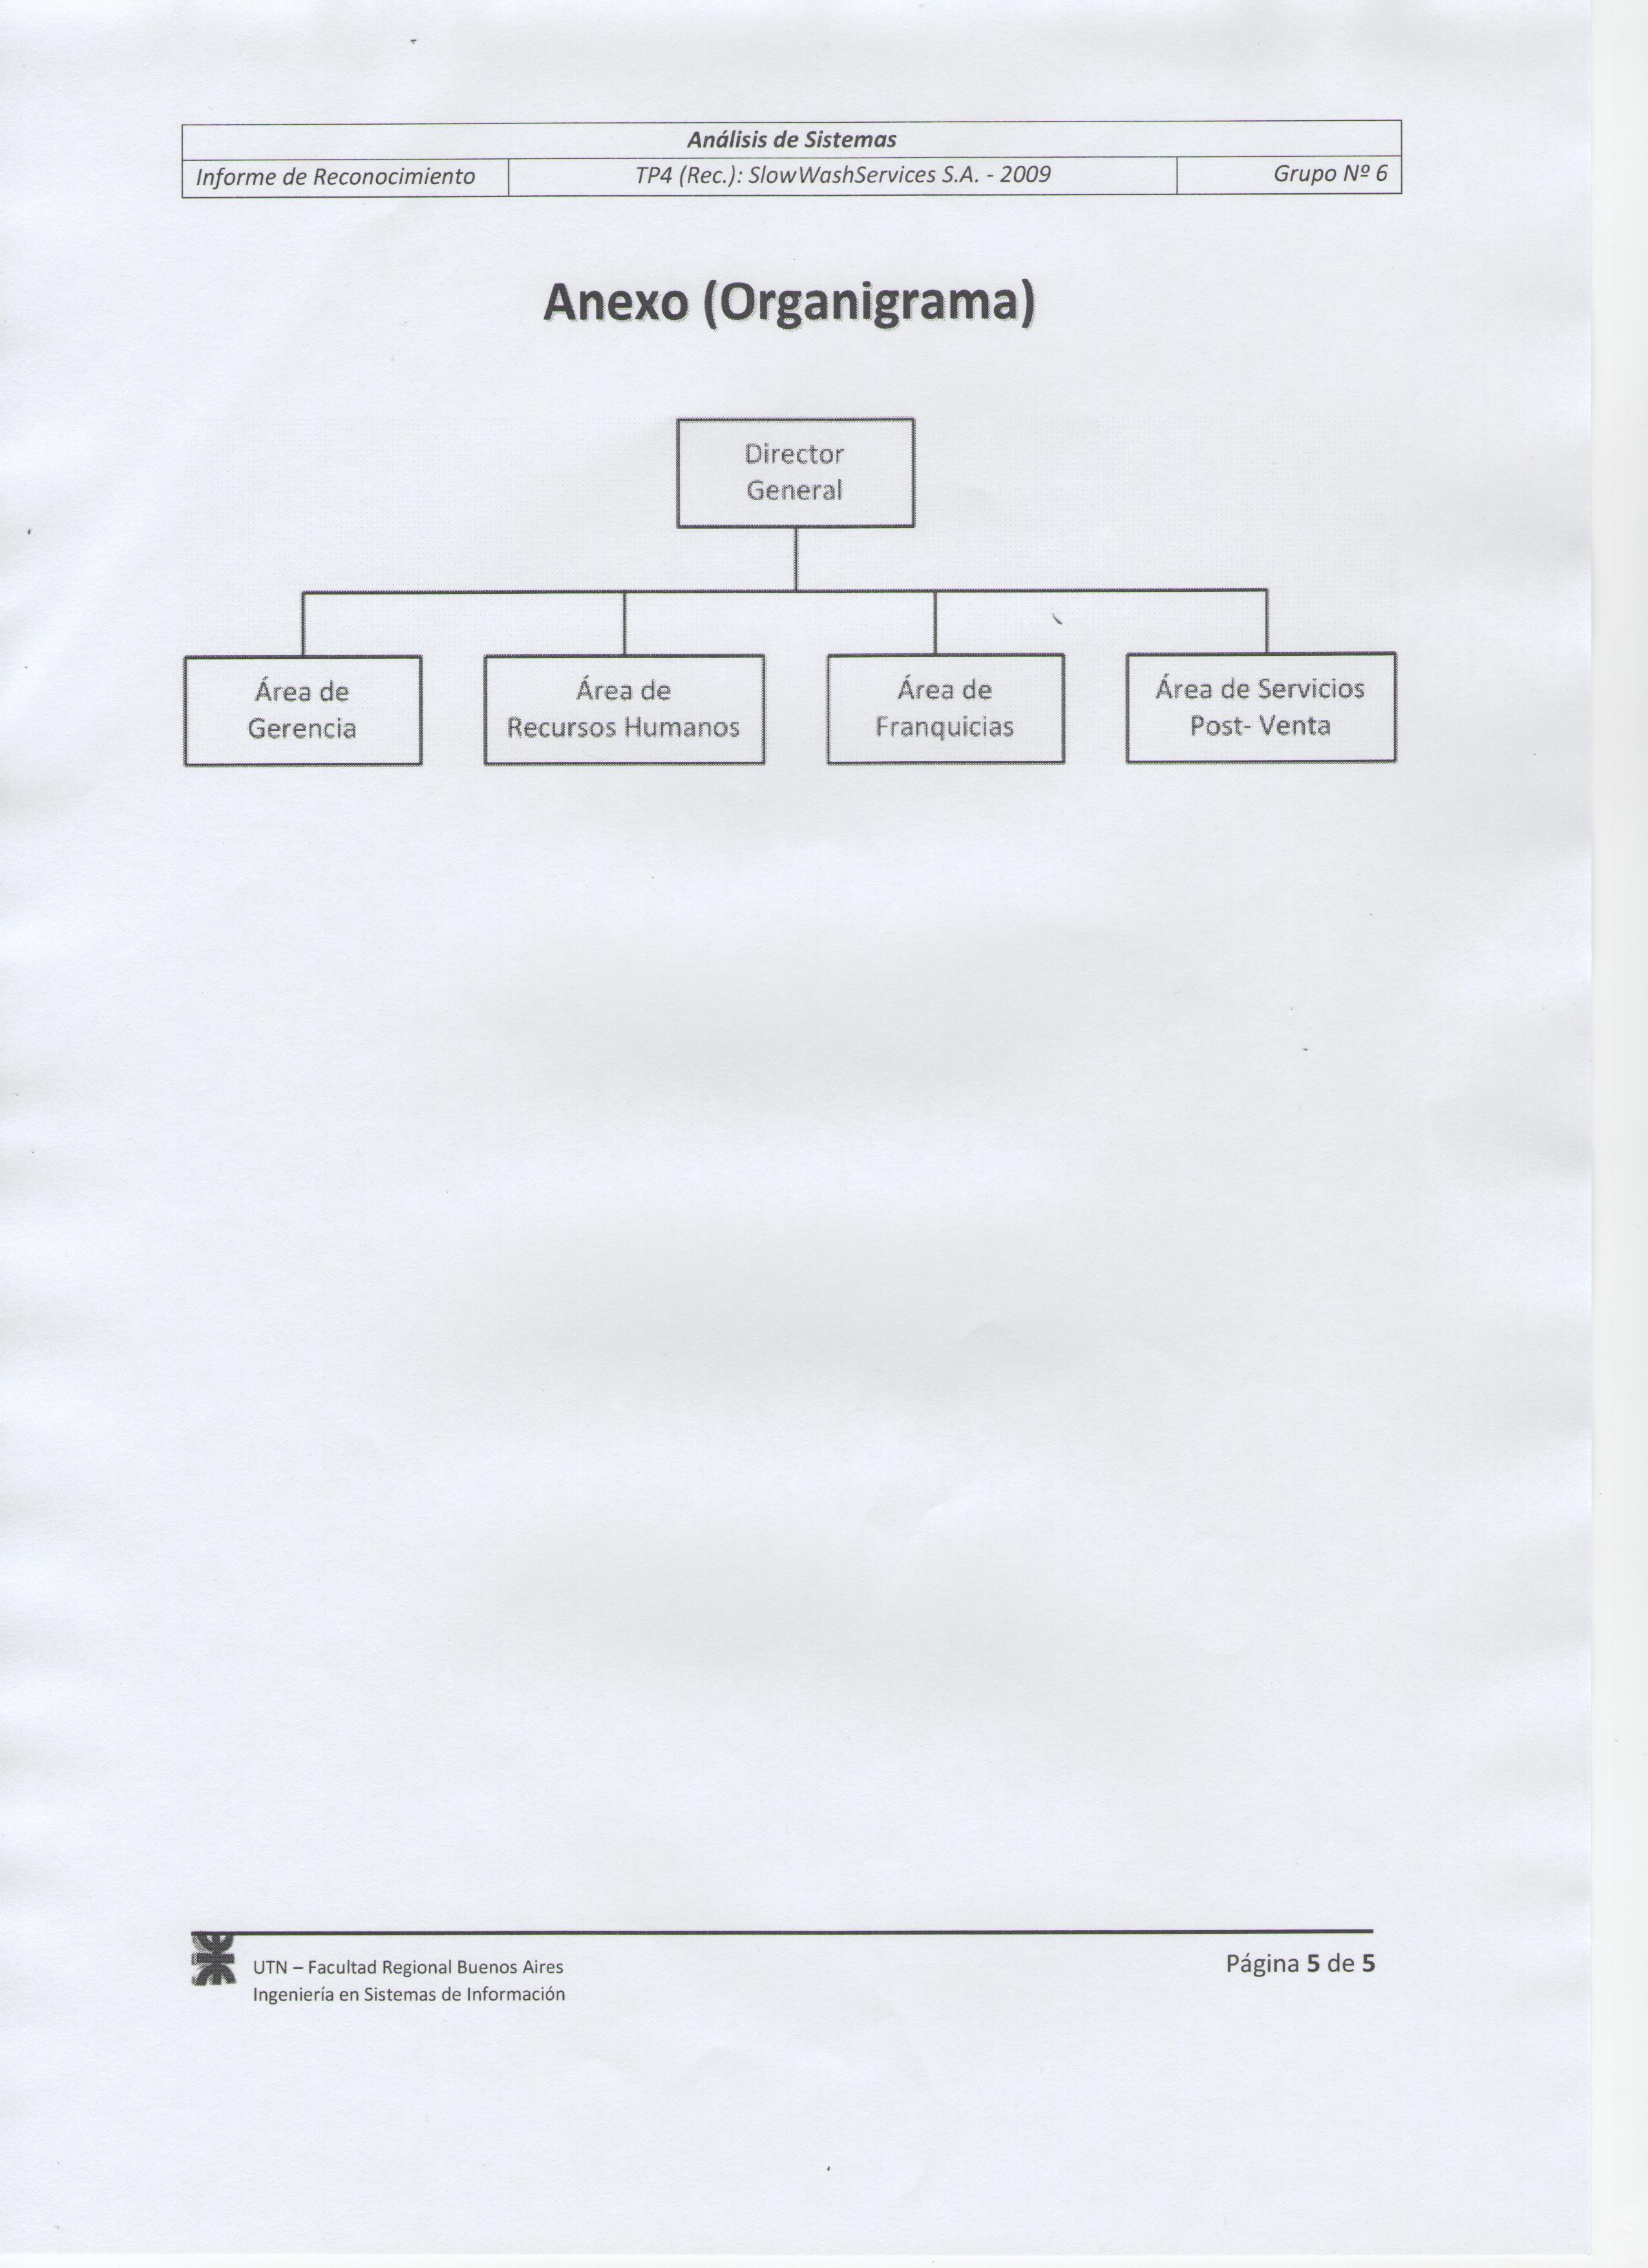 Análisis de Sistemas
Informe de Reconocimiento TP4 (Rec.): SlowWashServices S.A. - 2009 Grupo Nº 6
Anexo (Organigrama)
Director
General
Área de
Gerencia
Área de
Recursos Humanos
Área de
Franquicias
Área de Servicios
Post- Venta
UTN – Facultad Regional Buenos Aires
Ingeniería en Sistemas de Información
Página 5 de 5